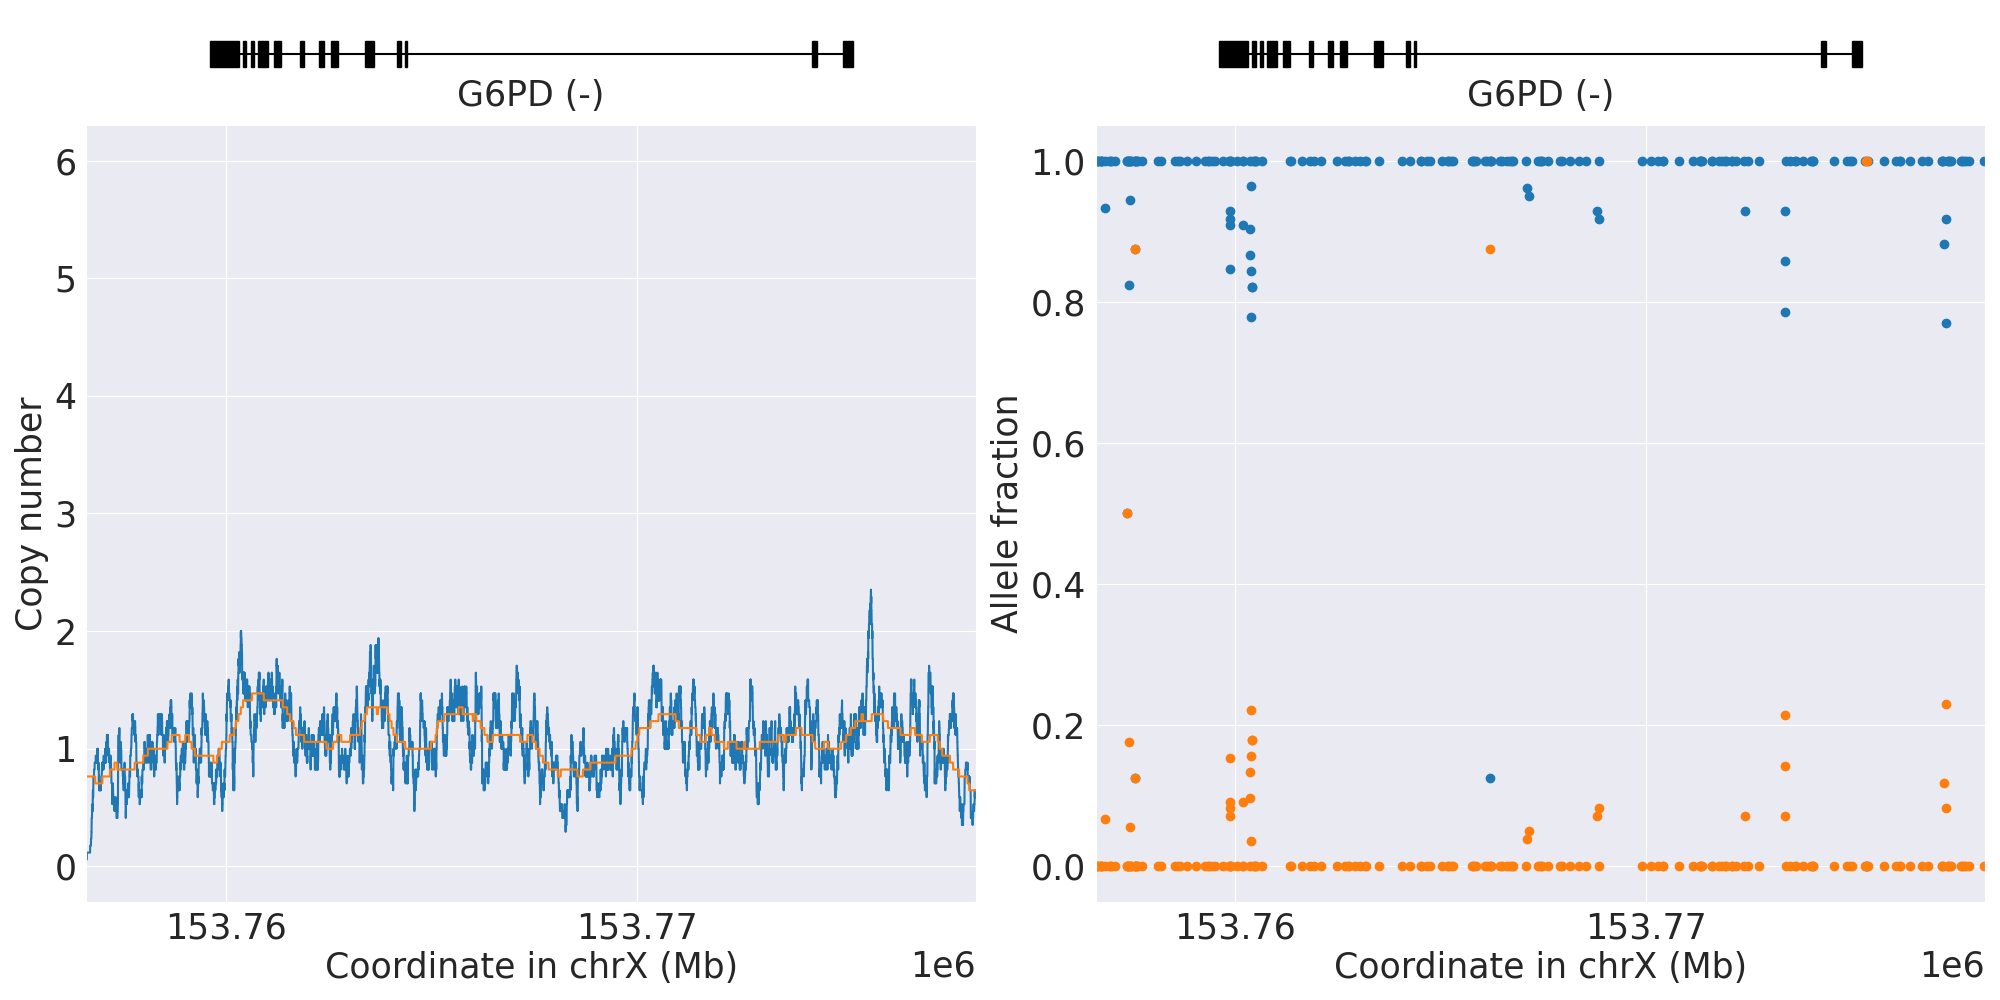 G6PD (-)
Copy number
6
5
4
3
2
1
0
153.76
153.77
Coordinate in chrX (Mb)
1e6
G6PD (-)
Allele fraction
1.0
0.8
0.6
0.4
0.2
0.0
153.76
153.77
Coordinate in chrX (Mb)
1e6